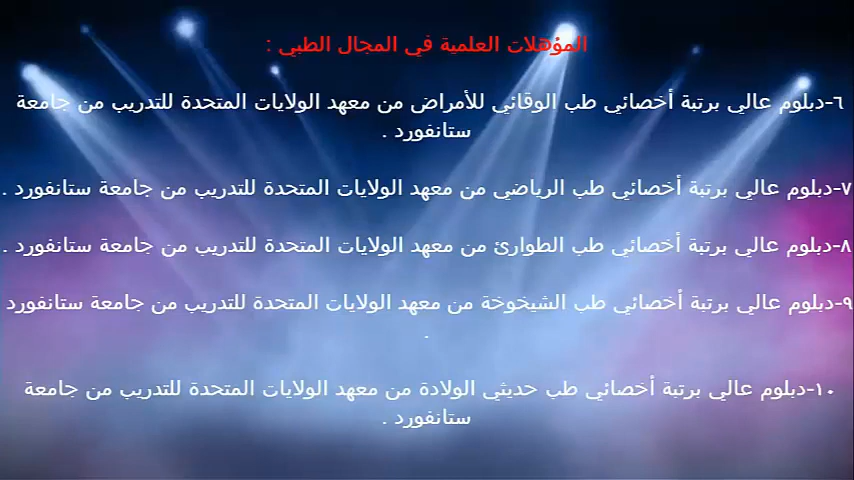 المؤهلات العلمية في المجال الطبي :
٦-دبلوم عالي برتبة أخصائي طب الوقائي للأمراض من معهد الولايات المتحدة للتدريب من جامعة
ستانفورد .
٧-دبلوم عالي برتبة أخصائي طب الرياضي من معهد الولايات المتحدة للتدريب من جامعة ستانفورد .
٨-دبلوم عالي برتبة أخصائي طب الطوارئ من معهد الولايات المتحدة للتدريب من جامعة ستانفورد .
٩-دبلوم عالي برتبة أخصائي طب الشيخوخة من معهد الولايات المتحدة للتدريب من جامعة ستانفورد
.
١٠-دبلوم عالي برتبة أخصائي طب حديثي الولادة من معهد الولايات المتحدة للتدريب من جامعة
ستانفورد .